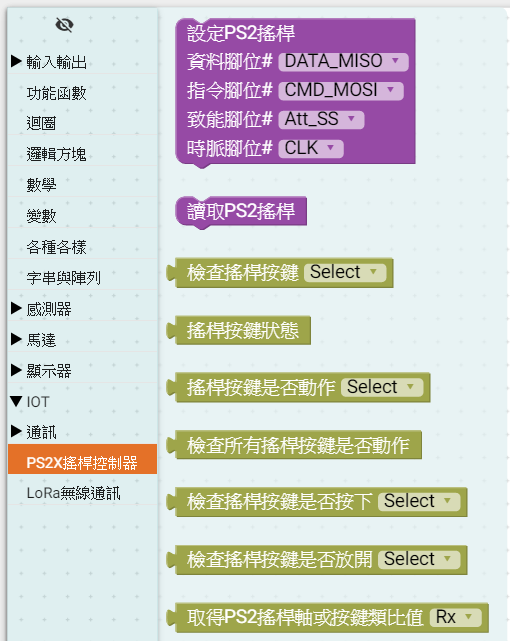 輸入輸出
功能函數
迴圈
邏輯方塊
數學
變數
各種各樣
字串與陣列
感測器
馬達
顯示器
IOT
通訊
PS2X搖桿控制器
LoRa無線通訊
設定PS2搖桿
資料腳位# DATA_MISO
指令腳位# CMD_MOSI
致能腳位# Att_SS
時脈腳位# CLK
讀取PS2搖桿
檢查搖桿按鍵 Select
搖桿按鍵狀態
搖桿按鍵是否動作 Select
檢查所有搖桿按鍵是否動作
檢查搖桿按鍵是否按下 Select
檢查搖桿按鍵是否放開 Select
取得PS2搖桿軸或按鍵類比值 Rx